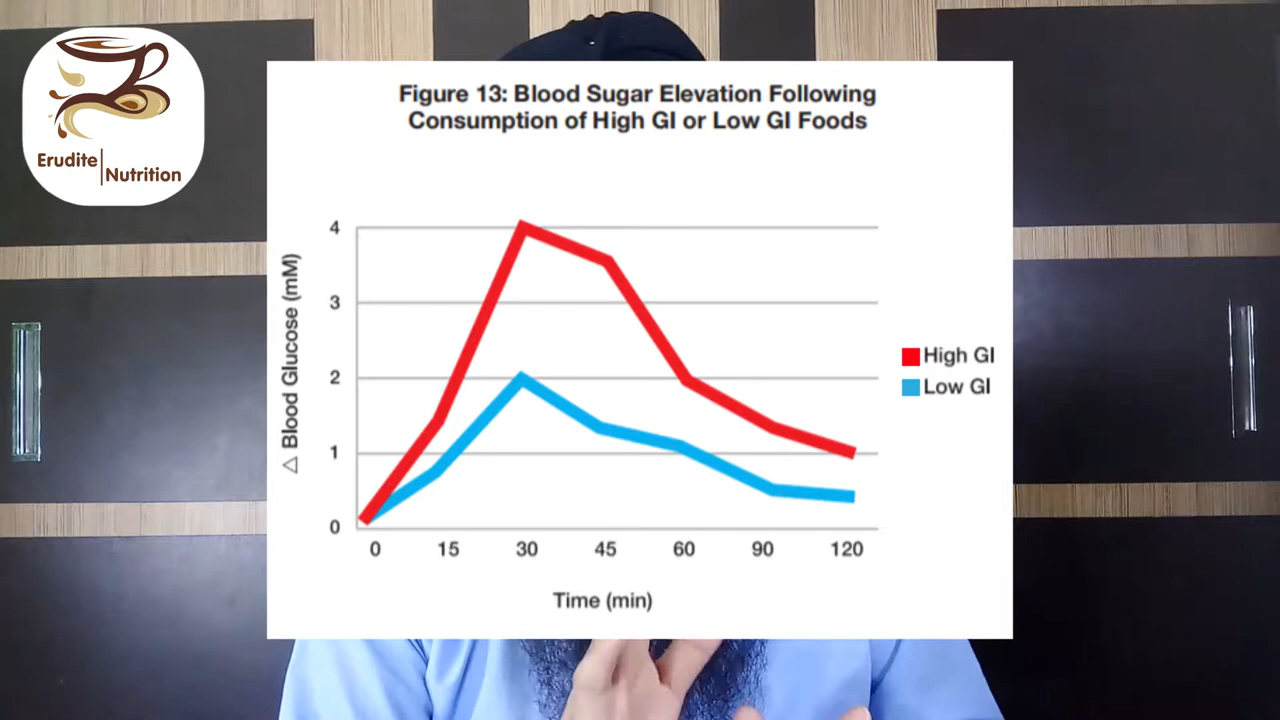 Erudite
Nutrition
Figure 13: Blood Sugar Elevation Following
Consumption of High GI or Low GI Foods
△ Blood Glucose (mM)
4
3
2
1
0
0 15 30 45 60 90 120
Time (min)
High GI
Low GI